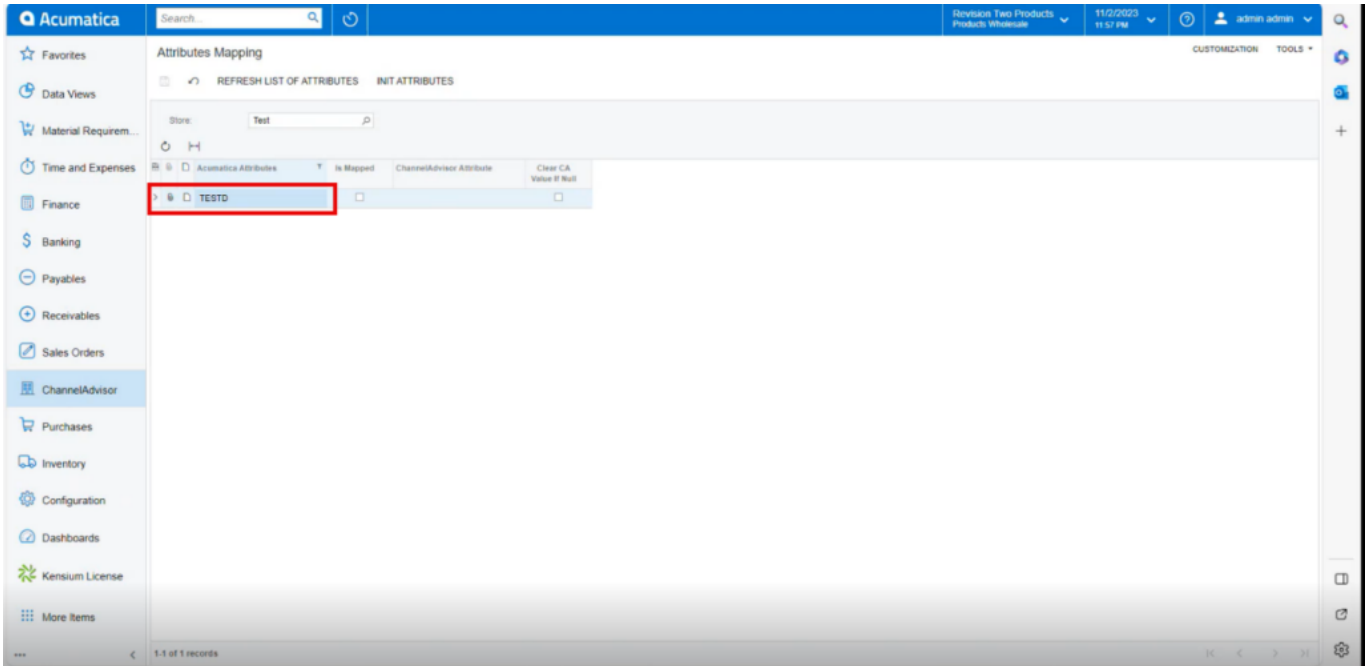 Acumatica
Search...
Revision Two Products
Products Wholesale
11/2/2023
11:57 PM
admin admin
Favorites
Data Views
Material Requirem...
Time and Expenses
Finance
Banking
Payables
Receivables
Sales Orders
ChannelAdvisor
Purchases
Inventory
Configuration
Dashboards
Kensium License
More Items
Attributes Mapping
CUSTOMIZATION TOOLS
REFRESH LIST OF ATTRIBUTES INIT ATTRIBUTES
Store: Test
Acumatica Attributes Is Mapped ChannelAdvisor Attribute Clear CA
Value If Null
TESTD
1-1 of 1 records